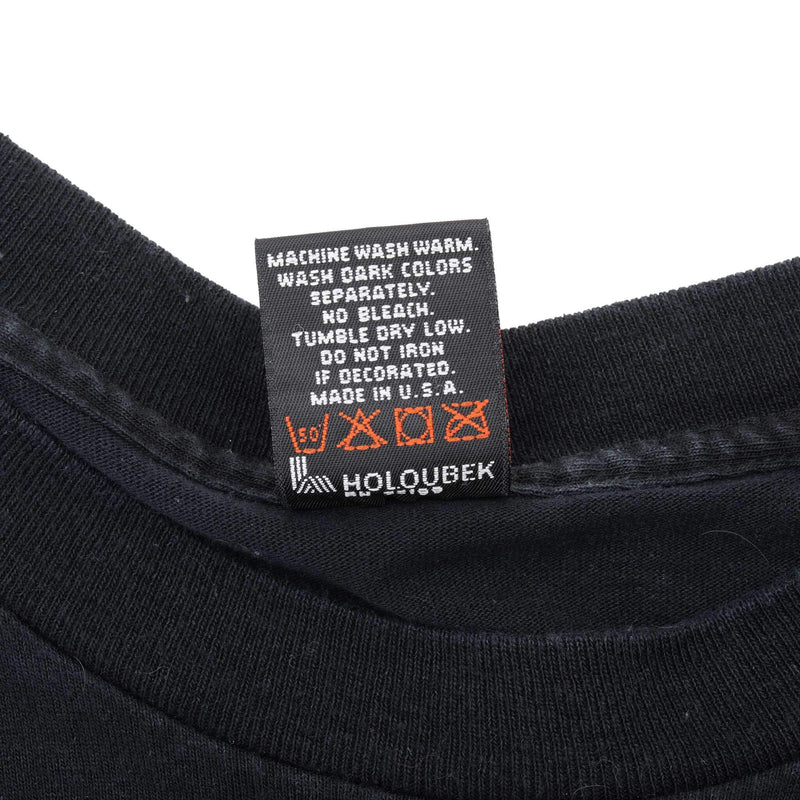 MACHINE WASH WARM.
WASH DARK COLORS
SEPARATELY.
NO BLEACH.
TUMBLE DRY LOW.
DO NOT IRON
IF DECORATED.
MADE IN U.S.A.
50
HOLOUBEK